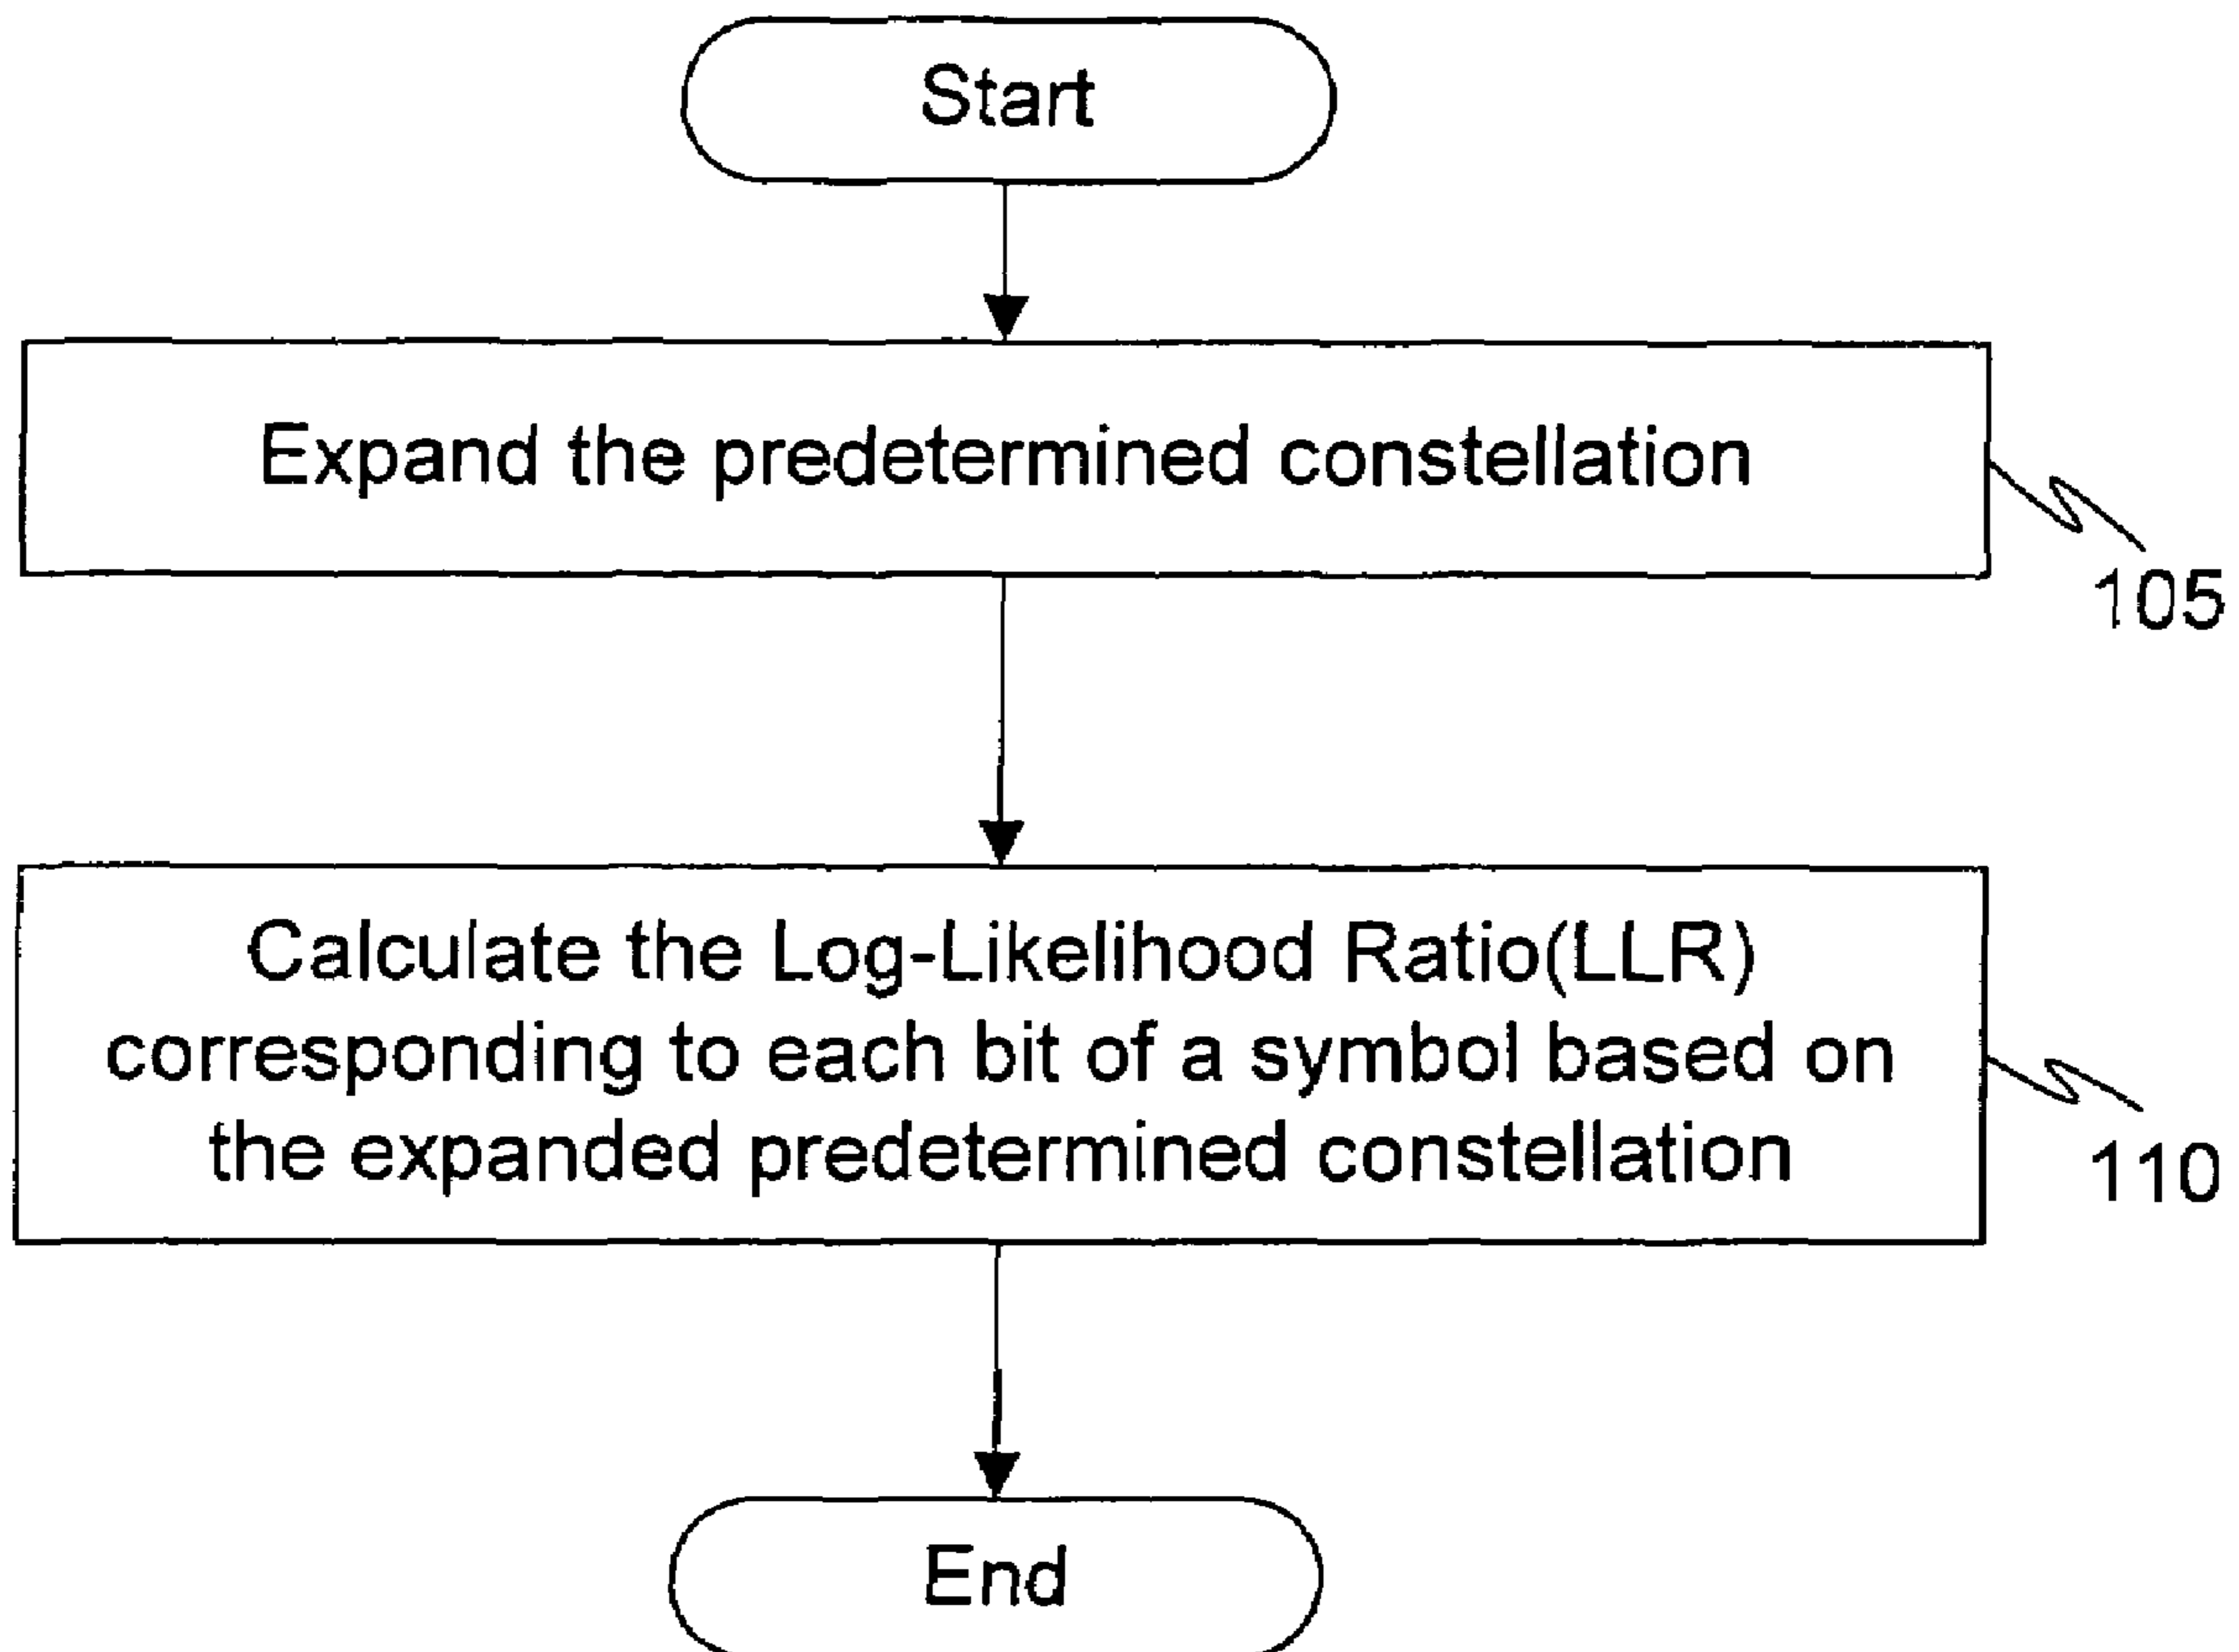 Start
Expand the predetermined constellation
105
Calculate the Log-Likelihood Ratio(LLR)
corresponding to each bit of a symbol based on
the expanded predetermined constellation
110
End